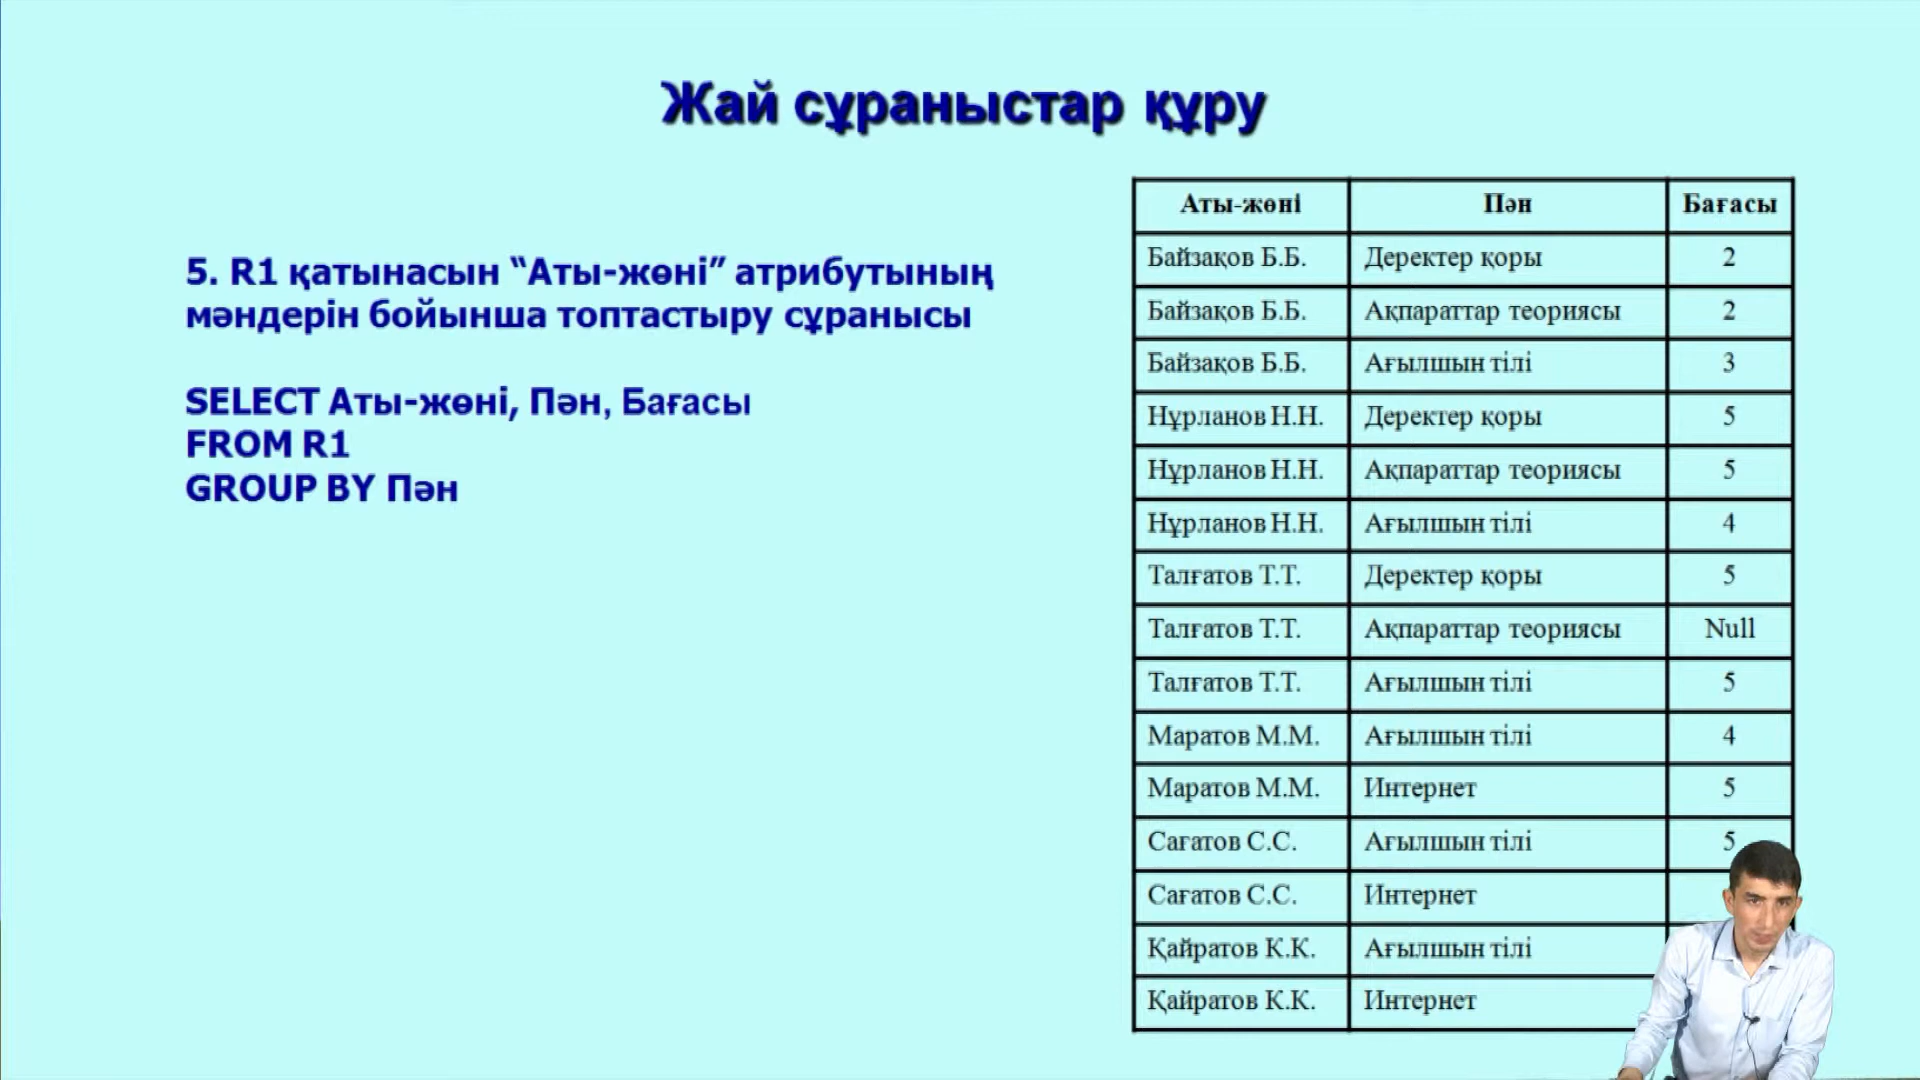 Жай сұраныстар құру
5. R1 қатынасын “Аты-жөні” атрибутының
мәндерін бойынша топтастыру сұранысы
SELECT Аты-жөні, Пән, Бағасы
FROM R1
GROUP BY Пән
Аты-жөні Пән Бағасы
Байзақов Б.Б. Деректер қоры 2
Байзақов Б.Б. Ақпараттар теориясы 2
Байзақов Б.Б. Ағылшын тілі 3
Нұрланов Н.Н. Деректер қоры 5
Нұрланов Н.Н. Ақпараттар теориясы 5
Нұрланов Н.Н. Ағылшын тілі 4
Талғатов Т.Т. Деректер қоры 5
Талғатов Т.Т. Ақпараттар теориясы Null
Талғатов Т.Т. Ағылшын тілі 5
Маратов М.М. Ағылшын тілі 4
Маратов М.М. Интернет 5
Сағатов С.С. Ағылшын тілі 5
Сағатов С.С. Интернет
Қайратов К.К. Ағылшын тілі
Қайратов К.К. Интернет